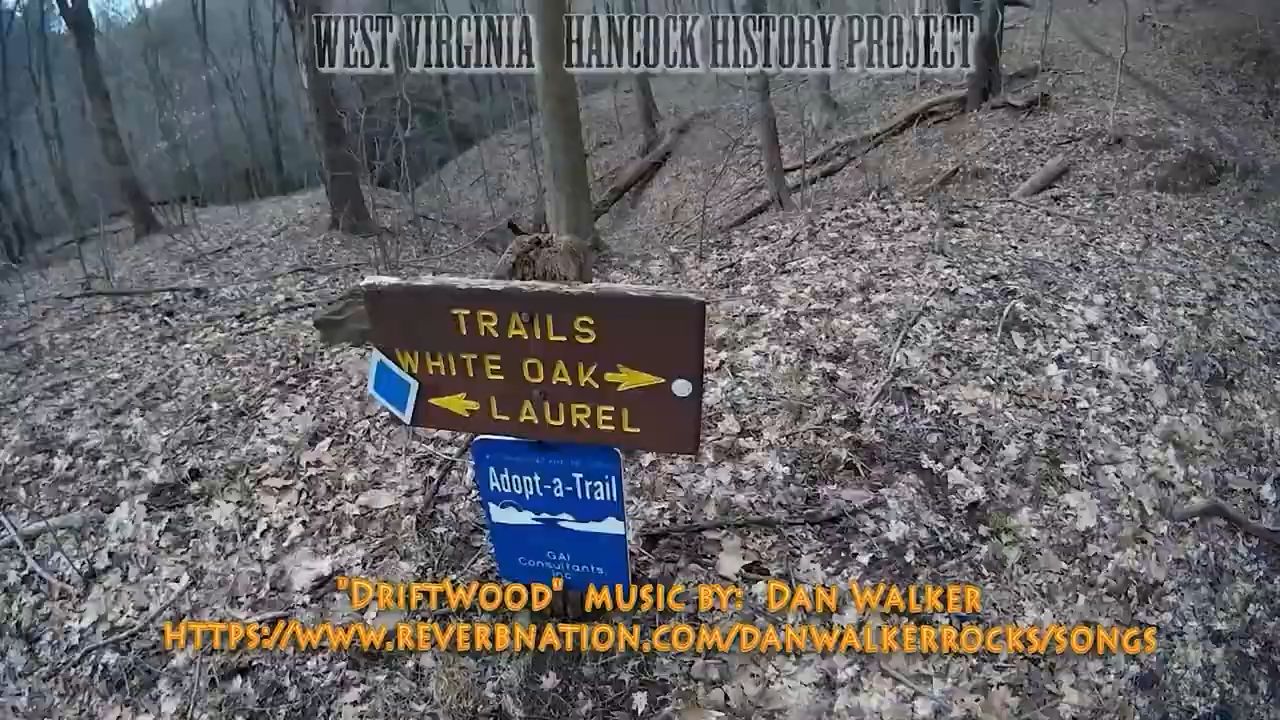 WEST VIRGINIA HANCOCK HISTORY PROJECT
TRAILS
WHITE OAK
LAUREL
Adopt-a-Trail
GAI
Consultants,
Inc
"DRIFTWOOD" MUSIC BY: DAN WALKER
HTTPS://WWW.REVERBNATION.COM/DANWALKERROCKS/SONGS